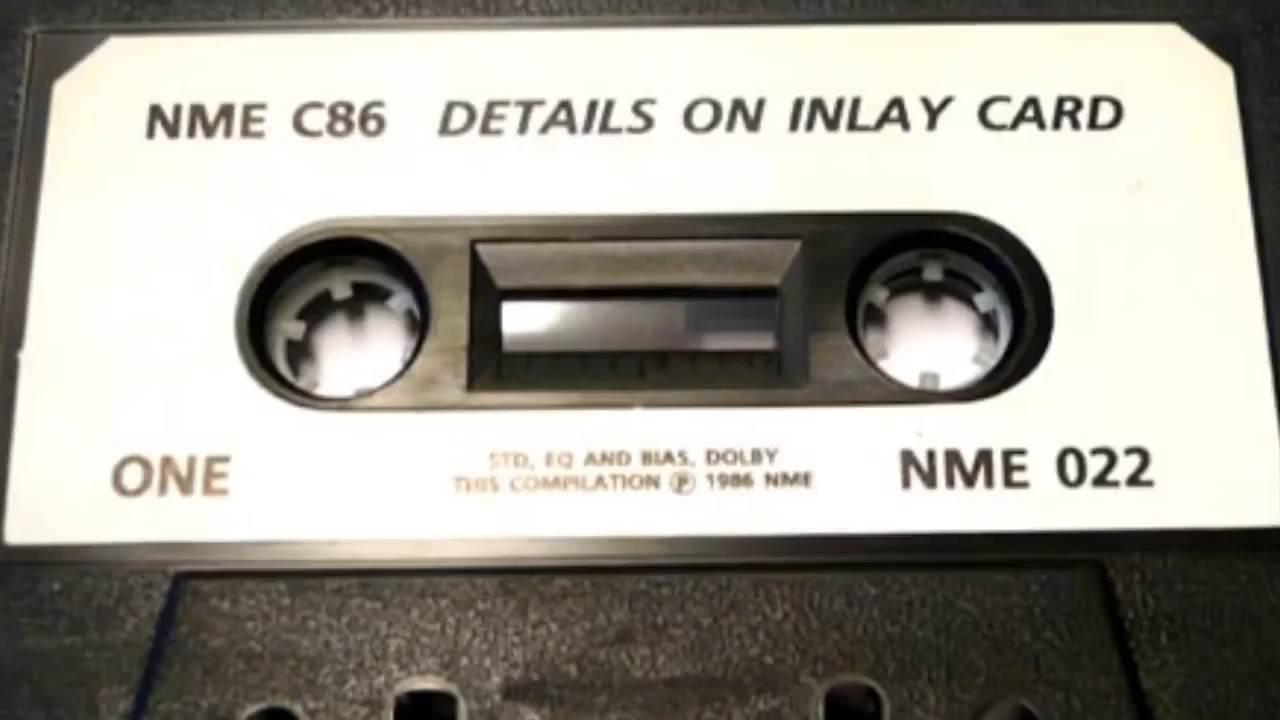 NME C86 DETAILS ON INLAY CARD
ONE
STD, EQ AND BIAS, DOLBY
THIS COMPILATION Ⓟ 1986 NME
NME 022